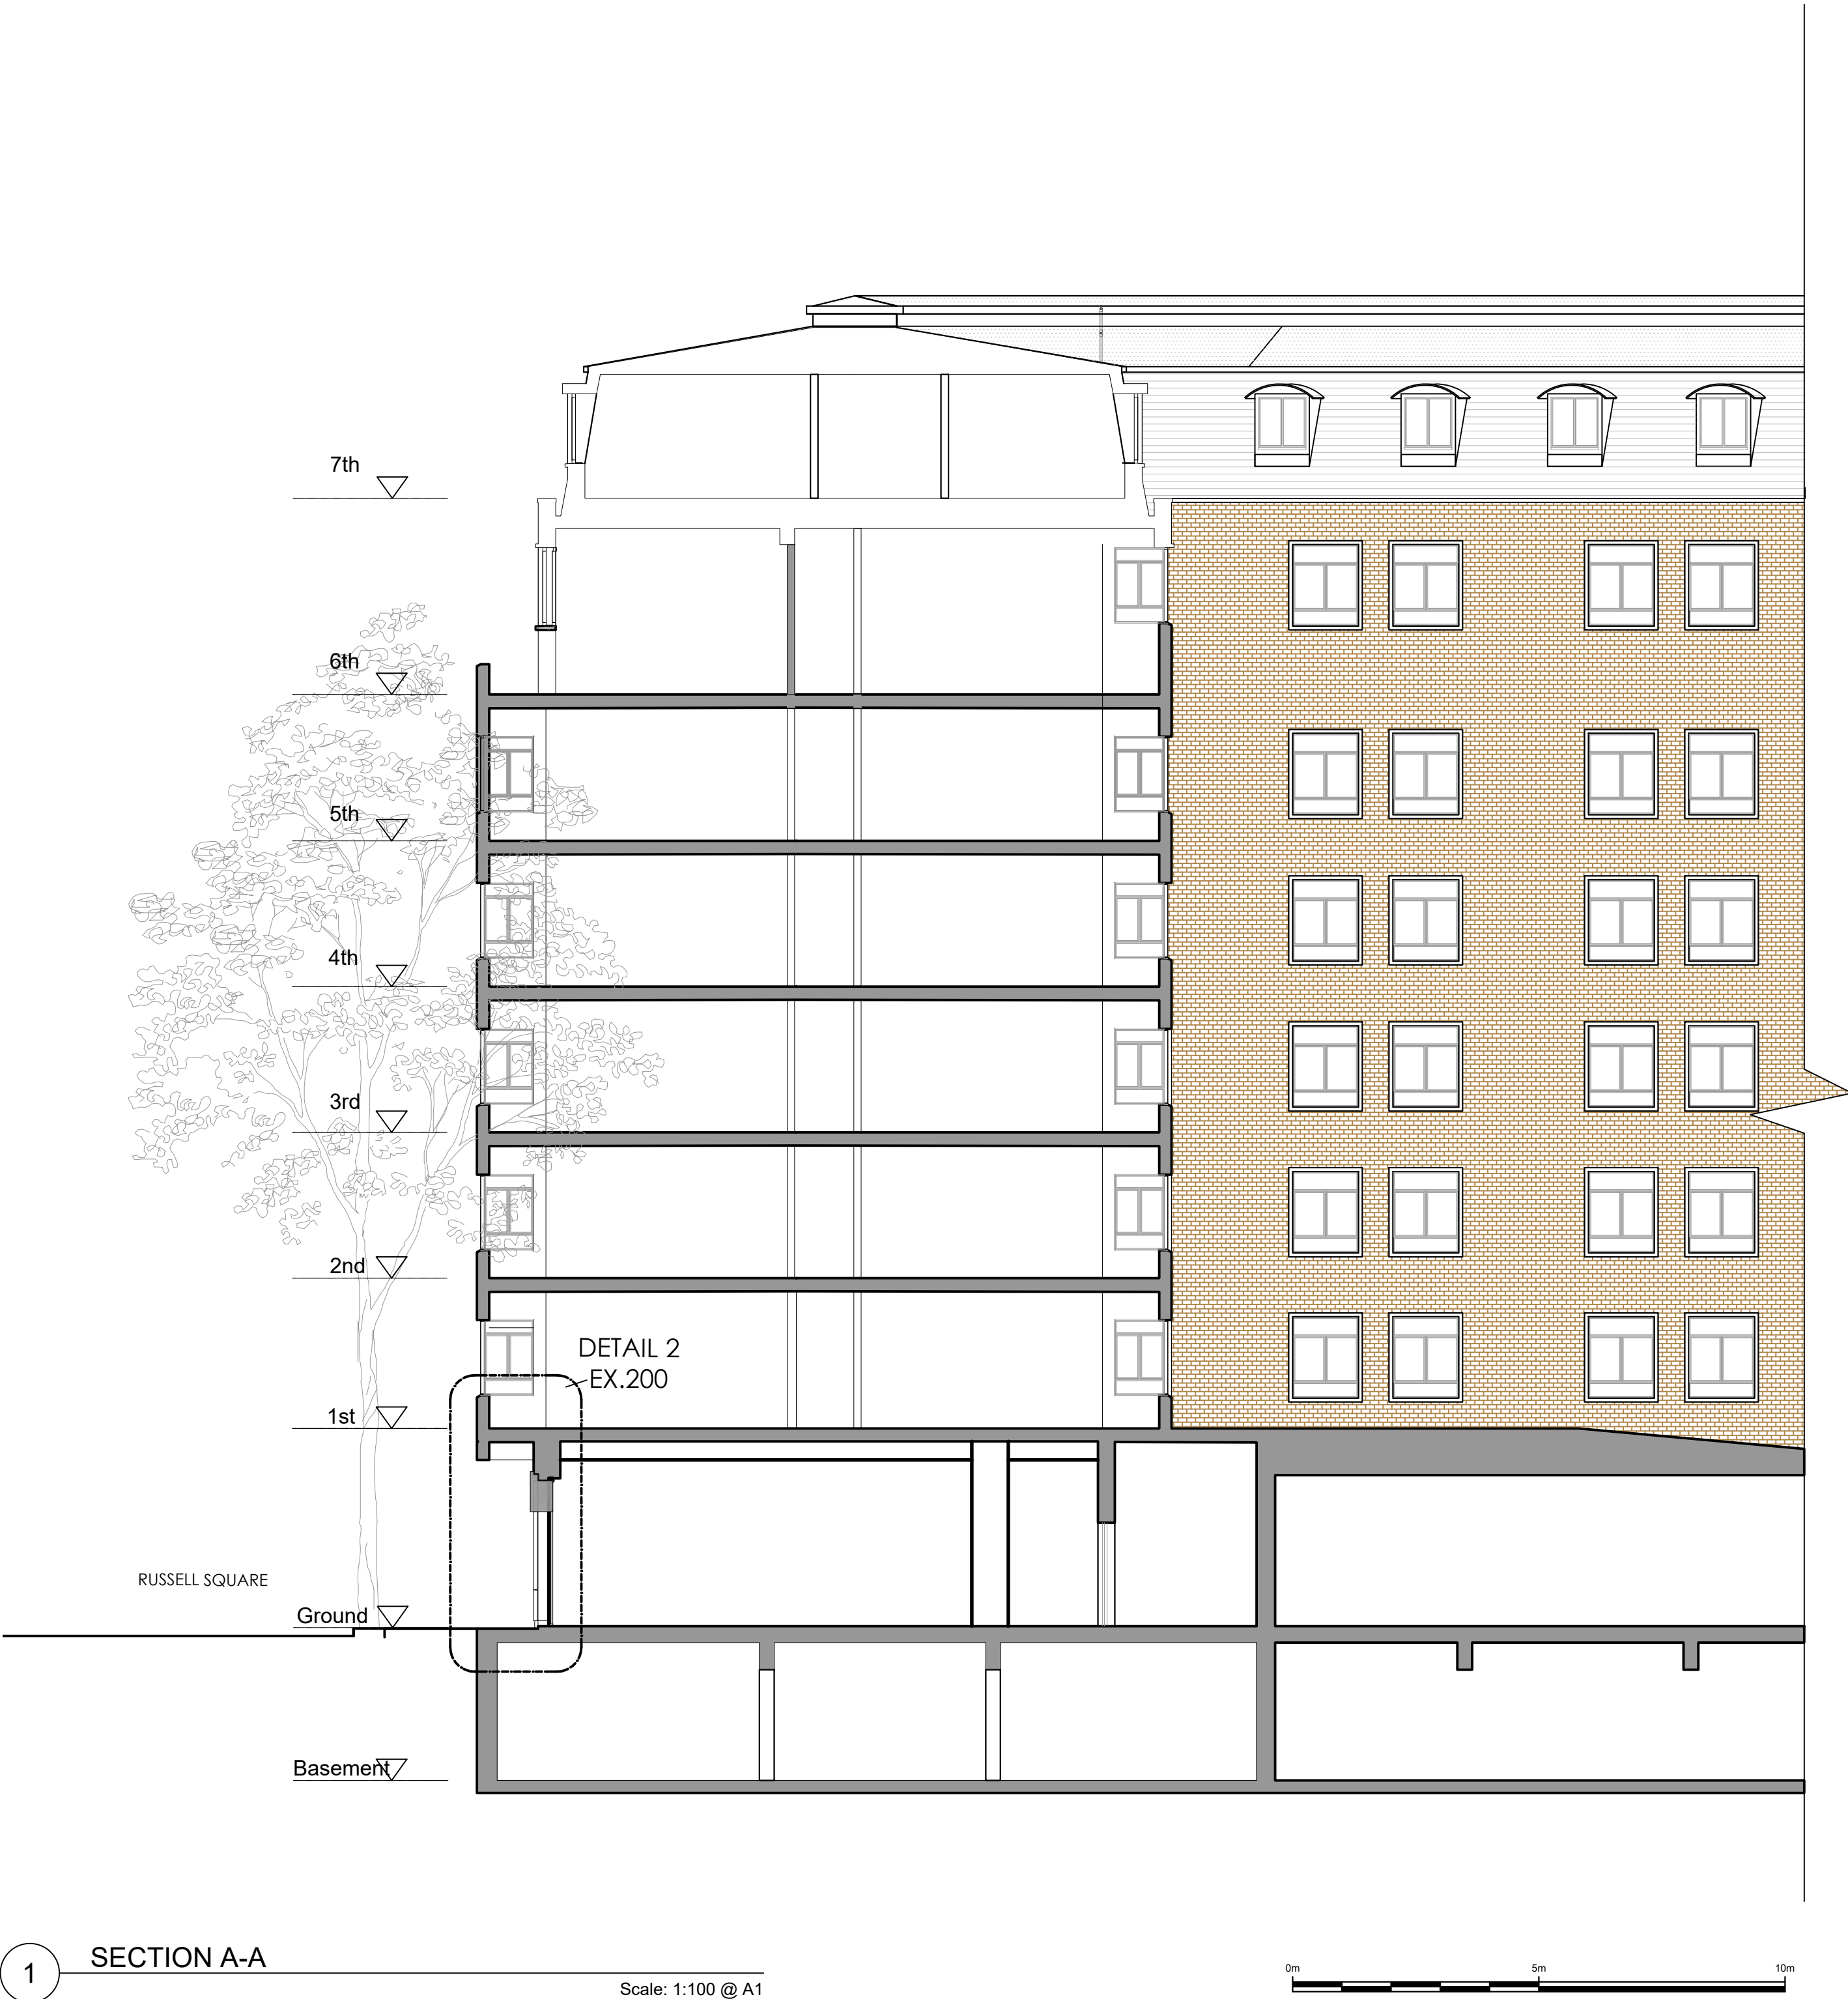 7th
6th
5th
4th
3rd
2nd
DETAIL 2
EX.200
1st
RUSSELL SQUARE
Ground
Basement
1
SECTION A-A
Scale: 1:100 @ A1
0m
5m
10m